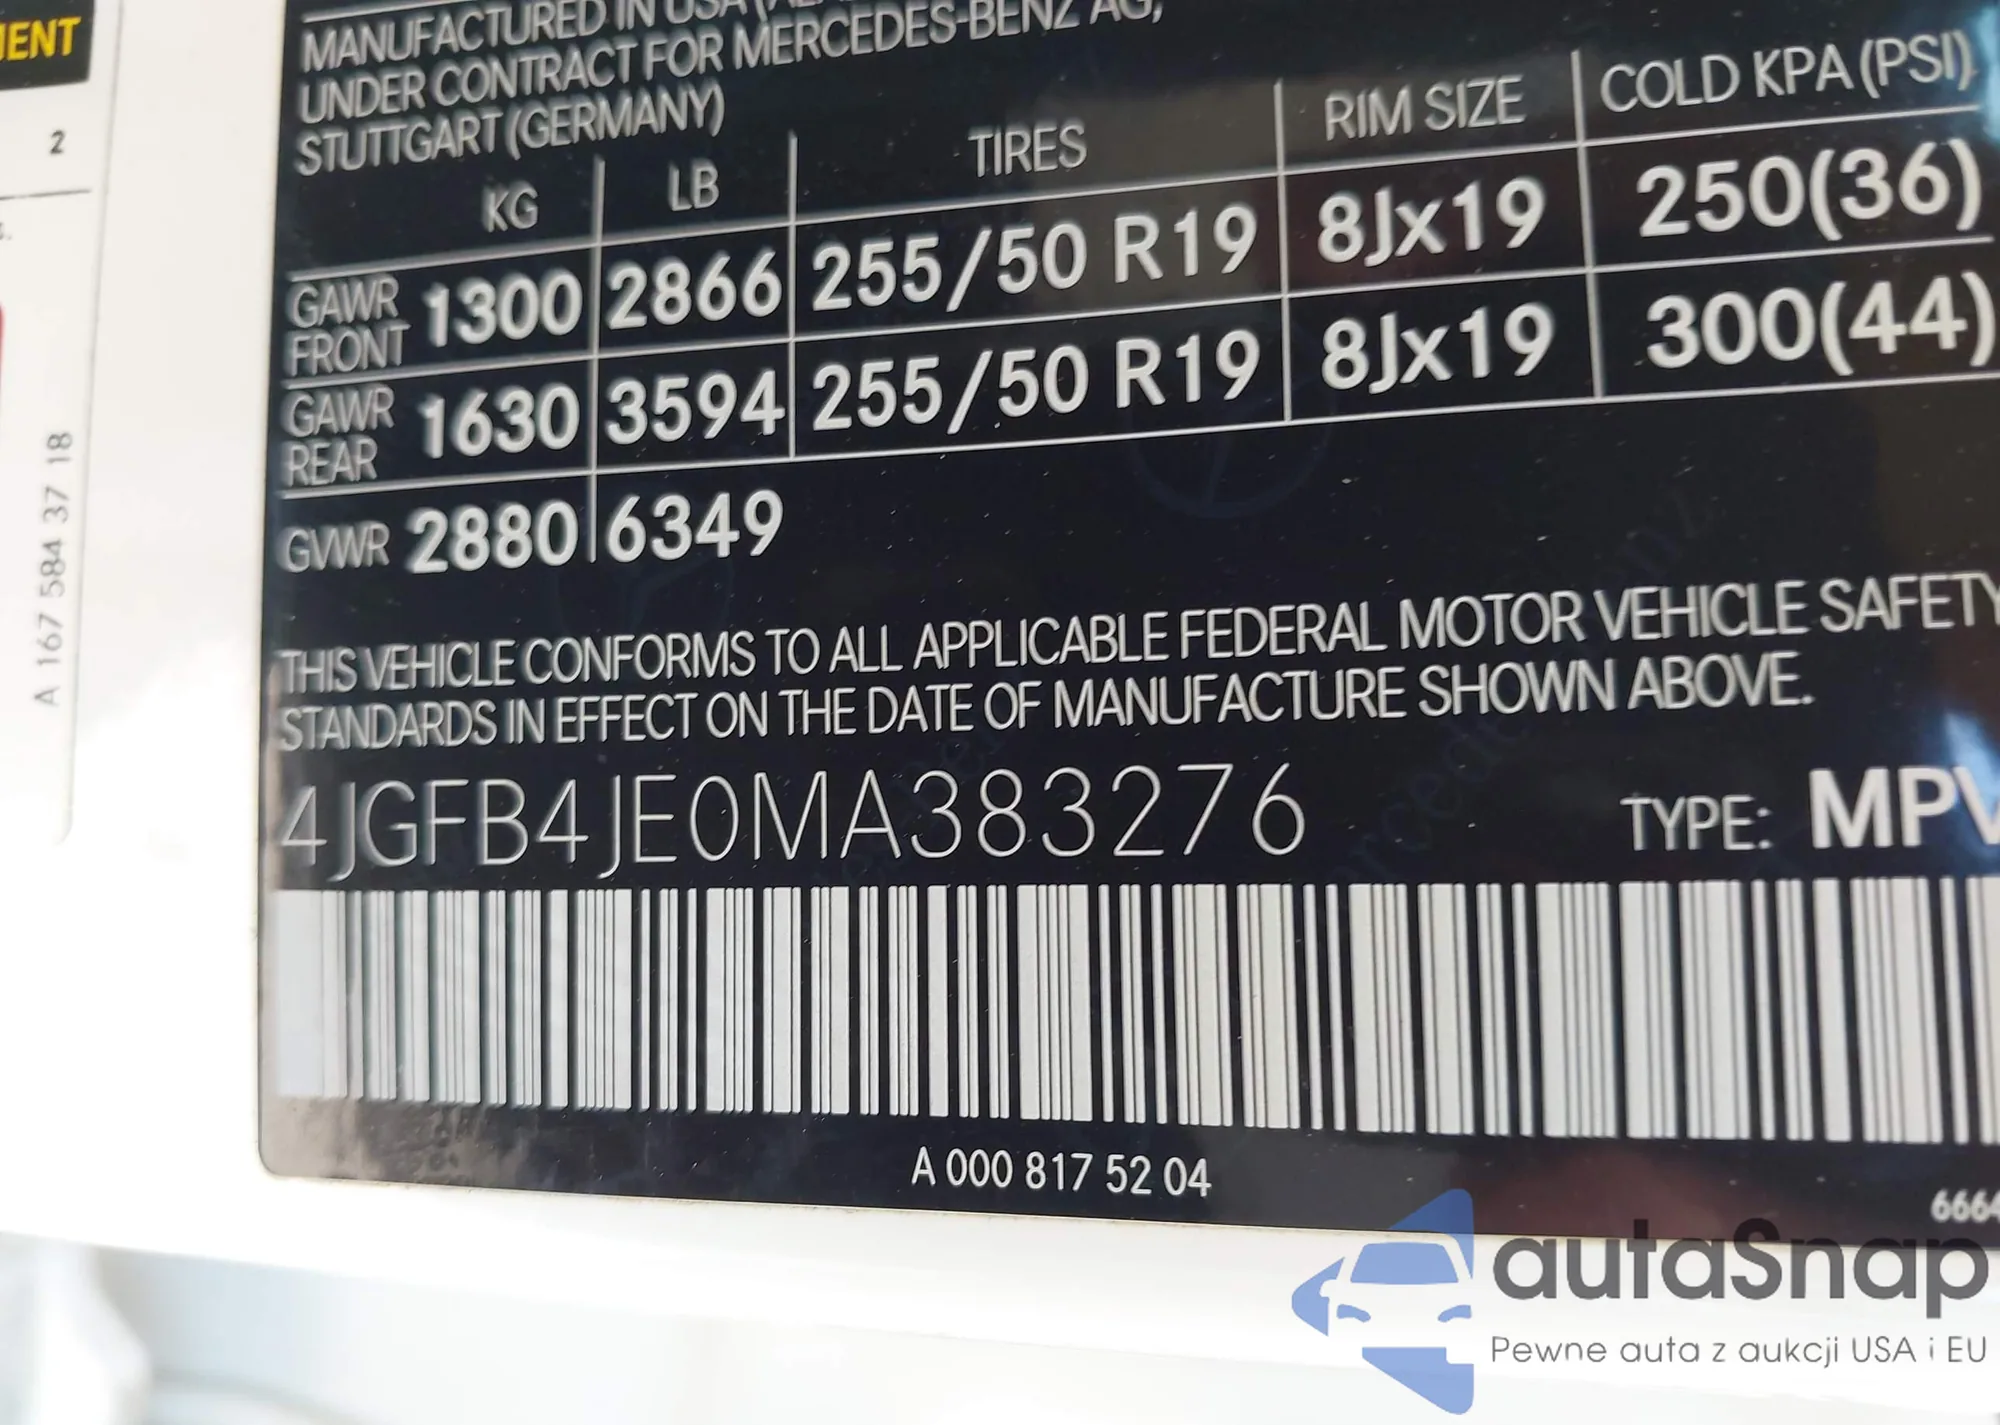 MANUFACTURED IN USA
UNDER CONTRACT FOR MERCEDES-BENZ AG,
STUTTGART (GERMANY)
KG LB TIRES RIM SIZE COLD KPA (PSI)
GAWR FRONT 1300 2866 255/50 R19 8Jx19 250(36)
GAWR REAR 1630 3594 255/50 R19 8Jx19 300(44)
GVWR 2880 6349
THIS VEHICLE CONFORMS TO ALL APPLICABLE FEDERAL MOTOR VEHICLE SAFETY
STANDARDS IN EFFECT ON THE DATE OF MANUFACTURE SHOWN ABOVE.
4JGFB4JE0MA383276 TYPE: MPV
A 000 817 52 04
6664
2
A 167 584 37 18
autaSnap
Pewne auta z aukcji USA i EU